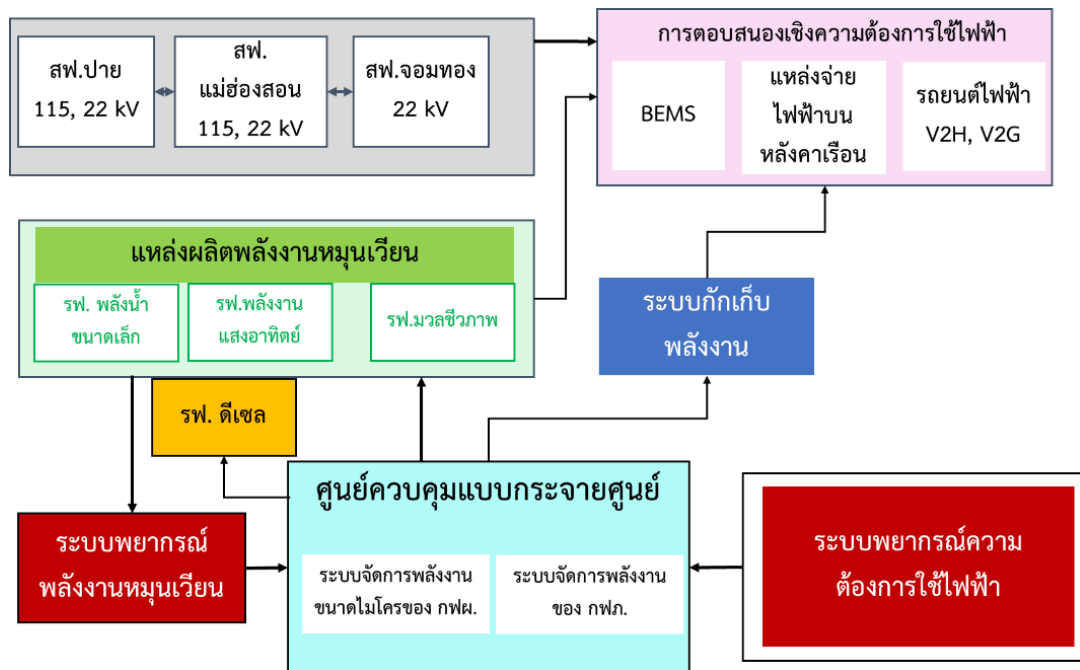 สฟ.ปาย
115, 22 kV
สฟ.
แม่ฮ่องสอน
115, 22 kV
สฟ.จอมทอง
22 kV
การตอบสนองเชิงความต้องการใช้ไฟฟ้า
BEMS
แหล่งจ่าย
ไฟฟ้าบน
หลังคาเรือน
รถยนต์ไฟฟ้า
V2H, V2G
แหล่งผลิตพลังงานหมุนเวียน
รฟ. พลังน้ำ
ขนาดเล็ก
รฟ.พลังงาน
แสงอาทิตย์
รฟ.มวลชีวภาพ
ระบบกักเก็บ
พลังงาน
รฟ. ดีเซล
ศูนย์ควบคุมแบบกระจายศูนย์
ระบบจัดการพลังงาน
ขนาดไมโครของ กฟผ.
ระบบจัดการพลังงาน
ของ กฟภ.
ระบบพยากรณ์
พลังงานหมุนเวียน
ระบบพยากรณ์ความ
ต้องการใช้ไฟฟ้า